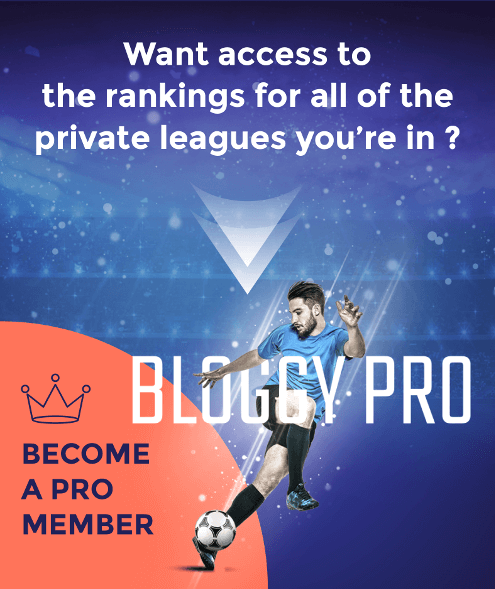 Want access to
the rankings for all of the
private leagues you're in ?
BLOGGY PRO
BECOME
A PRO
MEMBER